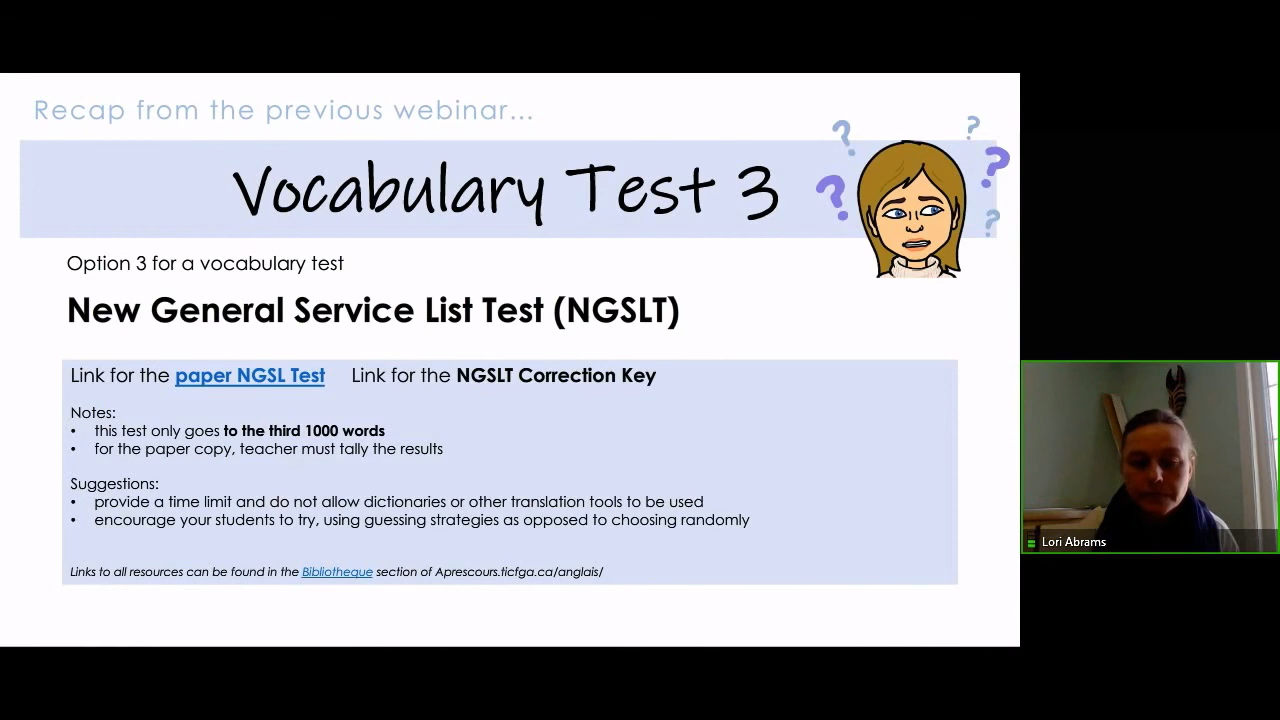 Recap from the previous webinar...
Vocabulary Test 3
Option 3 for a vocabulary test
New General Service List Test (NGSLT)
Link for the paper NGSL Test Link for the NGSLT Correction Key
Notes:
• this test only goes to the third 1000 words
• for the paper copy, teacher must tally the results
Suggestions:
• provide a time limit and do not allow dictionaries or other translation tools to be used
• encourage your students to try, using guessing strategies as opposed to choosing randomly
Links to all resources can be found in the Bibliotheque section of Aprescours.ticfga.ca/anglais/
? ? ? ? ?
Lori Abrams